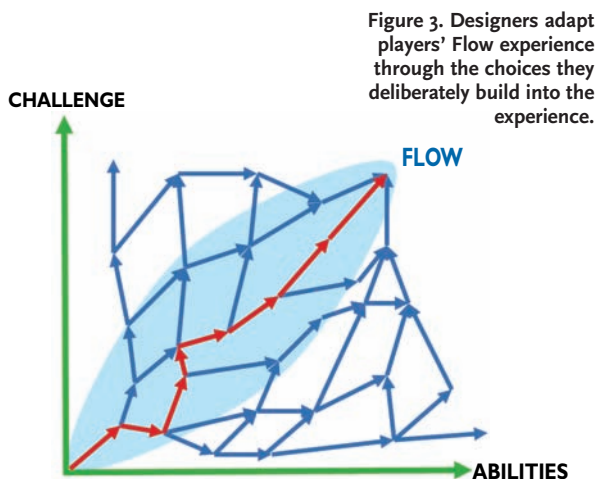 Figure 3. Designers adapt
players' Flow experience
through the choices they
deliberately build into the
experience.
CHALLENGE
FLOW
ABILITIES